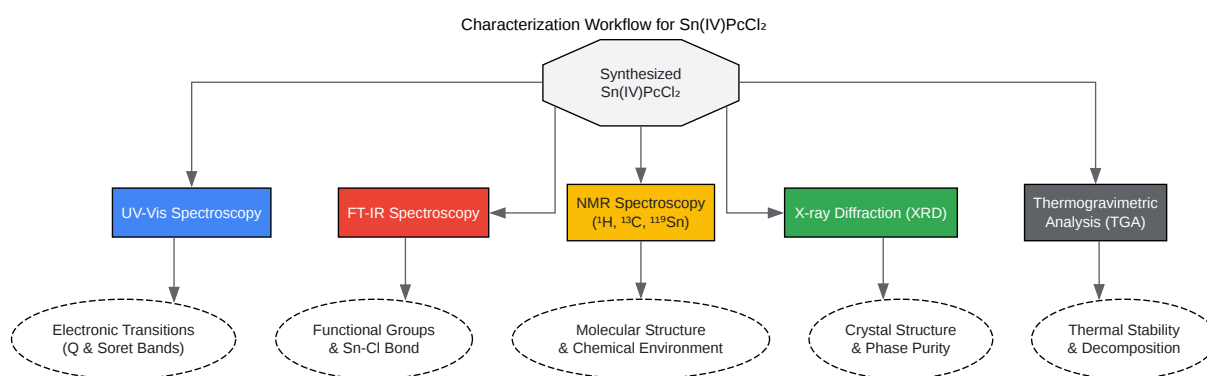 Characterization Workflow for Sn(IV)PcCl₂
Synthesized
Sn(IV)PcCl₂
UV-Vis Spectroscopy
FT-IR Spectroscopy
NMR Spectroscopy
(¹H, ¹³C, ¹¹⁹Sn)
X-ray Diffraction (XRD)
Thermogravimetric
Analysis (TGA)
Electronic Transitions
(Q & Soret Bands)
Functional Groups
& Sn-Cl Bond
Molecular Structure
& Chemical Environment
Crystal Structure
& Phase Purity
Thermal Stability
& Decomposition